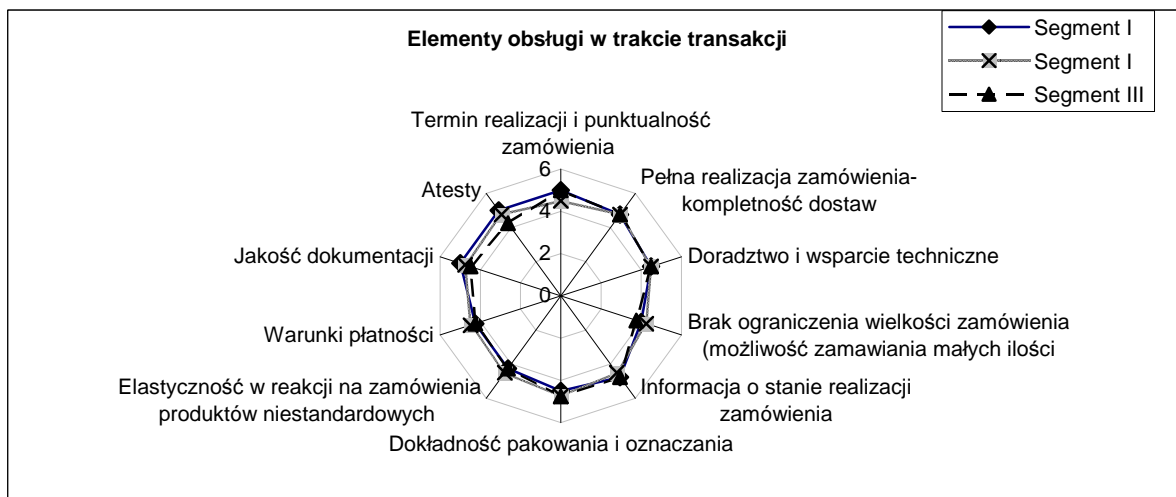 Elementy obsługi w trakcie transakcji
Segment I
Segment I
Segment III
Termin realizacji i punktualność
zamówienia
Pełna realizacja zamówienia-
kompletność dostaw
Doradztwo i wsparcie techniczne
Brak ograniczenia wielkości zamówienia
(możliwość zamawiania małych ilości
Informacja o stanie realizacji
zamówienia
Dokładność pakowania i oznaczania
Elastyczność w reakcji na zamówienia
produktów niestandardowych
Warunki płatności
Jakość dokumentacji
Atesty
6
4
2
0